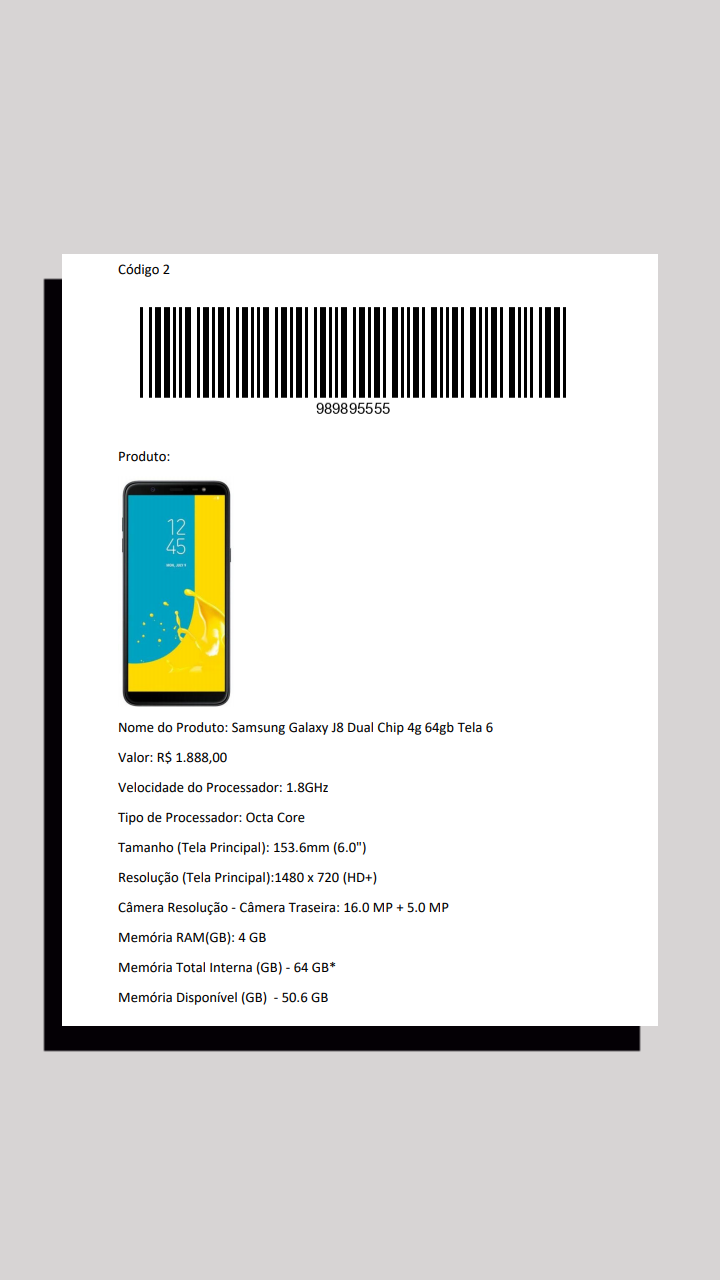 Código 2
989895555
Produto:
12
45
Nome do Produto: Samsung Galaxy J8 Dual Chip 4g 64gb Tela 6
Valor: R$ 1.888,00
Velocidade do Processador: 1.8GHz
Tipo de Processador: Octa Core
Tamanho (Tela Principal): 153.6mm (6.0")
Resolução (Tela Principal):1480 x 720 (HD+)
Câmera Resolução - Câmera Traseira: 16.0 MP + 5.0 MP
Memória RAM(GB): 4 GB
Memória Total Interna (GB) - 64 GB*
Memória Disponível (GB)  - 50.6 GB